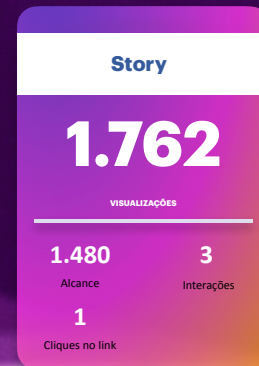 Story
1.762
VISUALIZAÇÕES
1.480
3
Alcance
Interações
1
Cliques no link